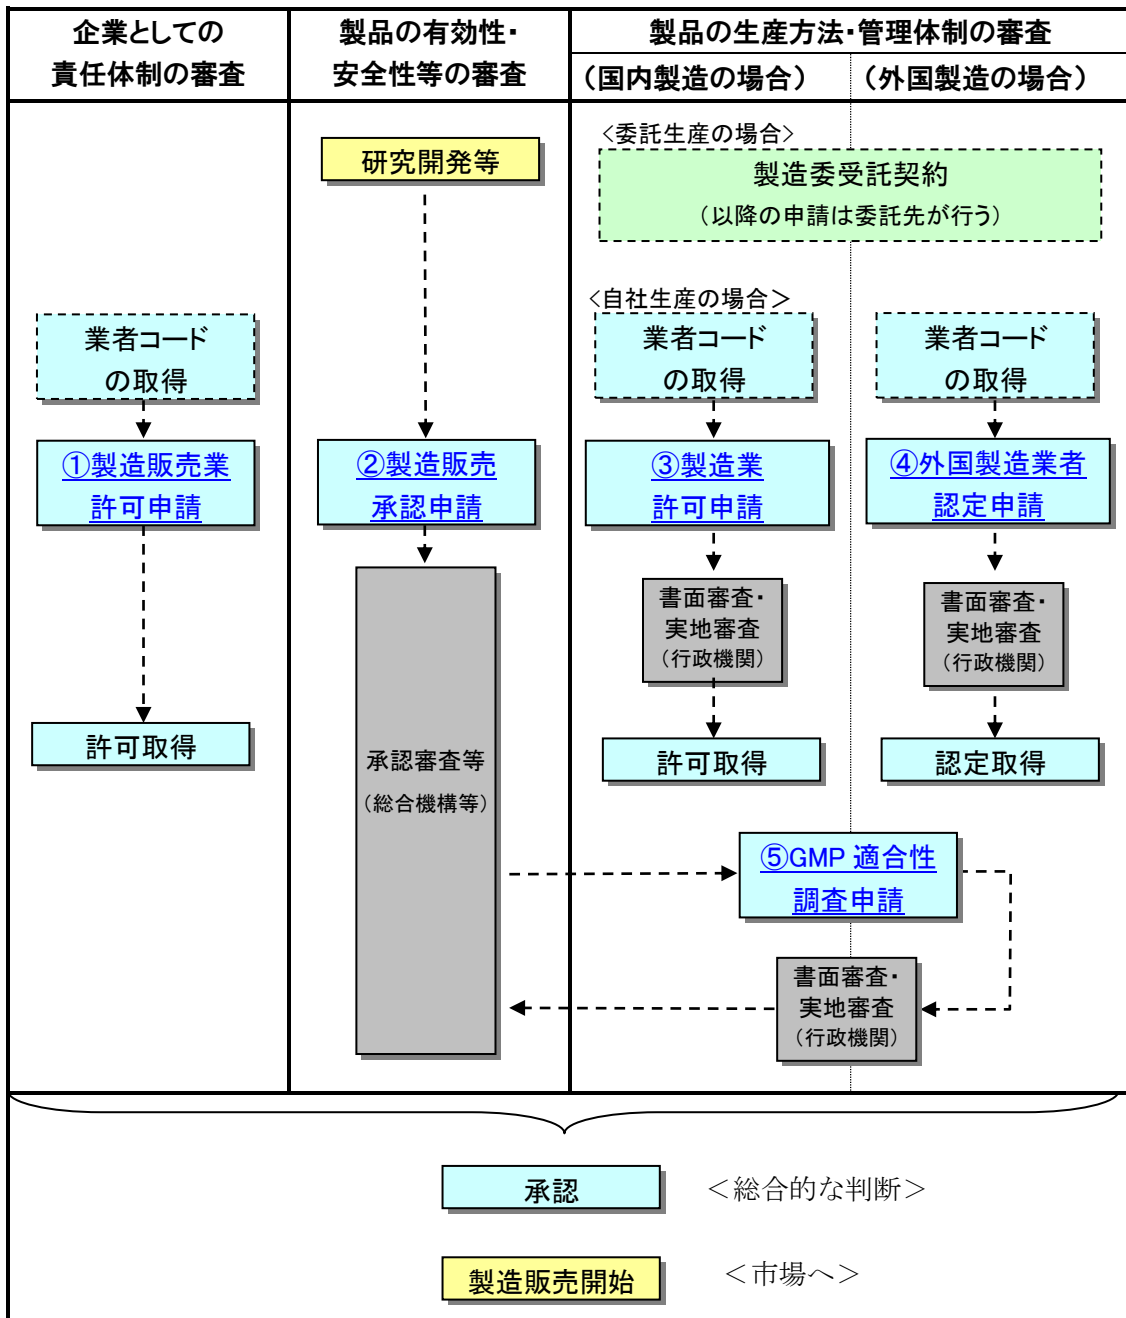 企業としての
責任体制の審査
製品の有効性・
安全性等の審査
製品の生産方法・管理体制の審査
（国内製造の場合）
（外国製造の場合）
<委託生産の場合>
製造委受託契約
（以降の申請は委託先が行う）
研究開発等
<自社生産の場合＞
業者コード
の取得
業者コード
の取得
業者コード
の取得
①製造販売業
許可申請
②製造販売
承認申請
③製造業
許可申請
④外国製造業者
認定申請
書面審査・
実地審査
（行政機関）
書面審査・
実地審査
（行政機関）
許可取得
承認審査等
（総合機構等）
許可取得
認定取得
⑤GMP 適合性
調査申請
書面審査・
実地審査
（行政機関）
承認
＜総合的な判断＞
製造販売開始
＜市場へ＞